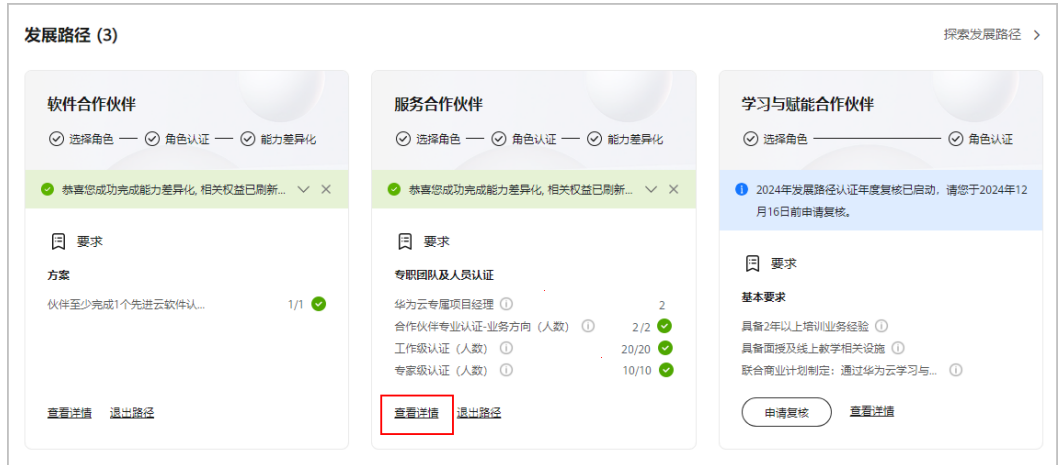 发展路径 (3)
探索发展路径
软件合作伙伴
选择角色 角色认证 能力差异化
恭喜您成功完成能力差异化, 相关权益已刷新...
要求
方案
伙伴至少完成1个先进云软件认... 1/1
查看详情 退出路径
服务合作伙伴
选择角色 角色认证 能力差异化
恭喜您成功完成能力差异化, 相关权益已刷新...
要求
专职团队及人员认证
华为云专属项目经理 2
合作伙伴专业认证-业务方向（人数） 2/2
工作级认证（人数） 20/20
专家级认证（人数） 10/10
查看详情 退出路径
学习与赋能合作伙伴
选择角色 角色认证
2024年发展路径认证年度复核已启动，请您于2024年12
月16日前申请复核。
要求
基本要求
具备2年以上培训业务经验
具备面授及线上教学相关设施
联合商业计划制定：通过华为云学习与...
申请复核 查看详情